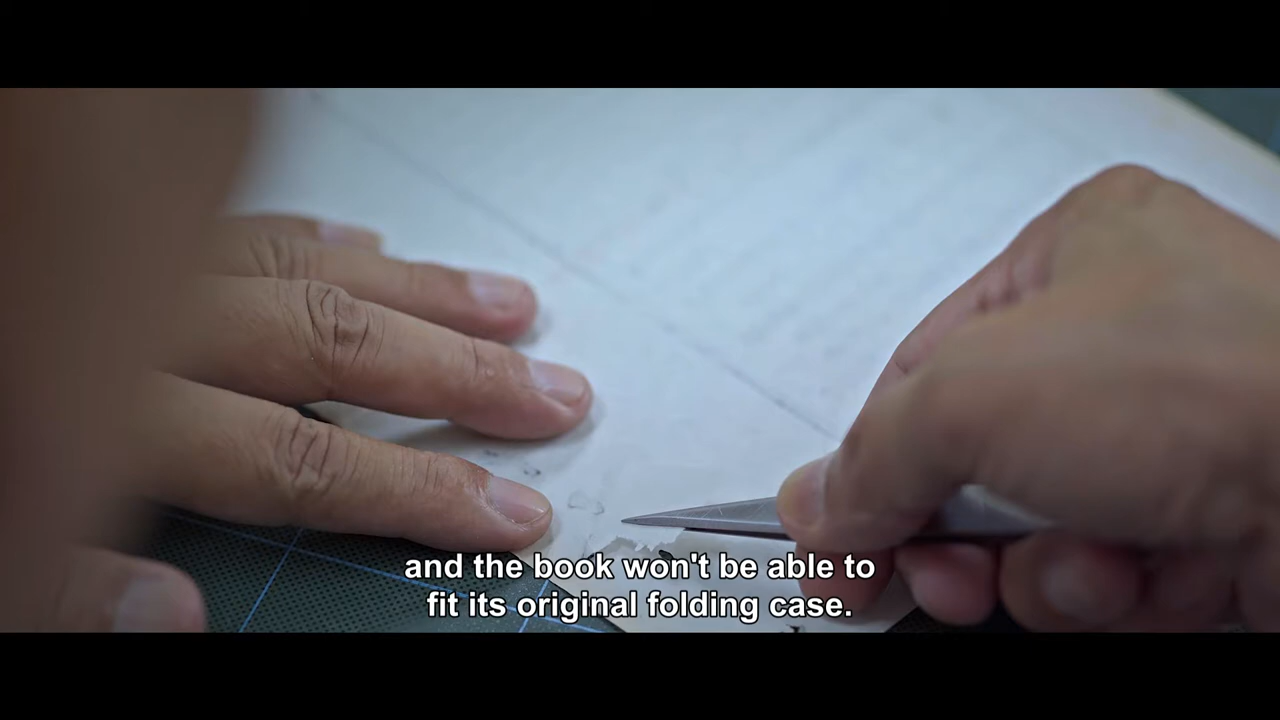 and the book won't be able to
fit its original folding case.